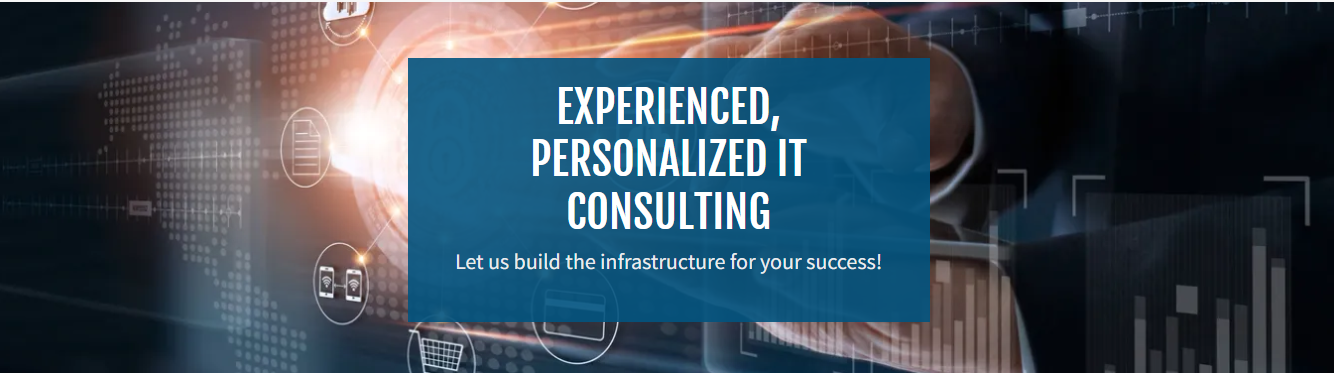 EXPERIENCED,
PERSONALIZED IT
CONSULTING
Let us build the infrastructure for your success!